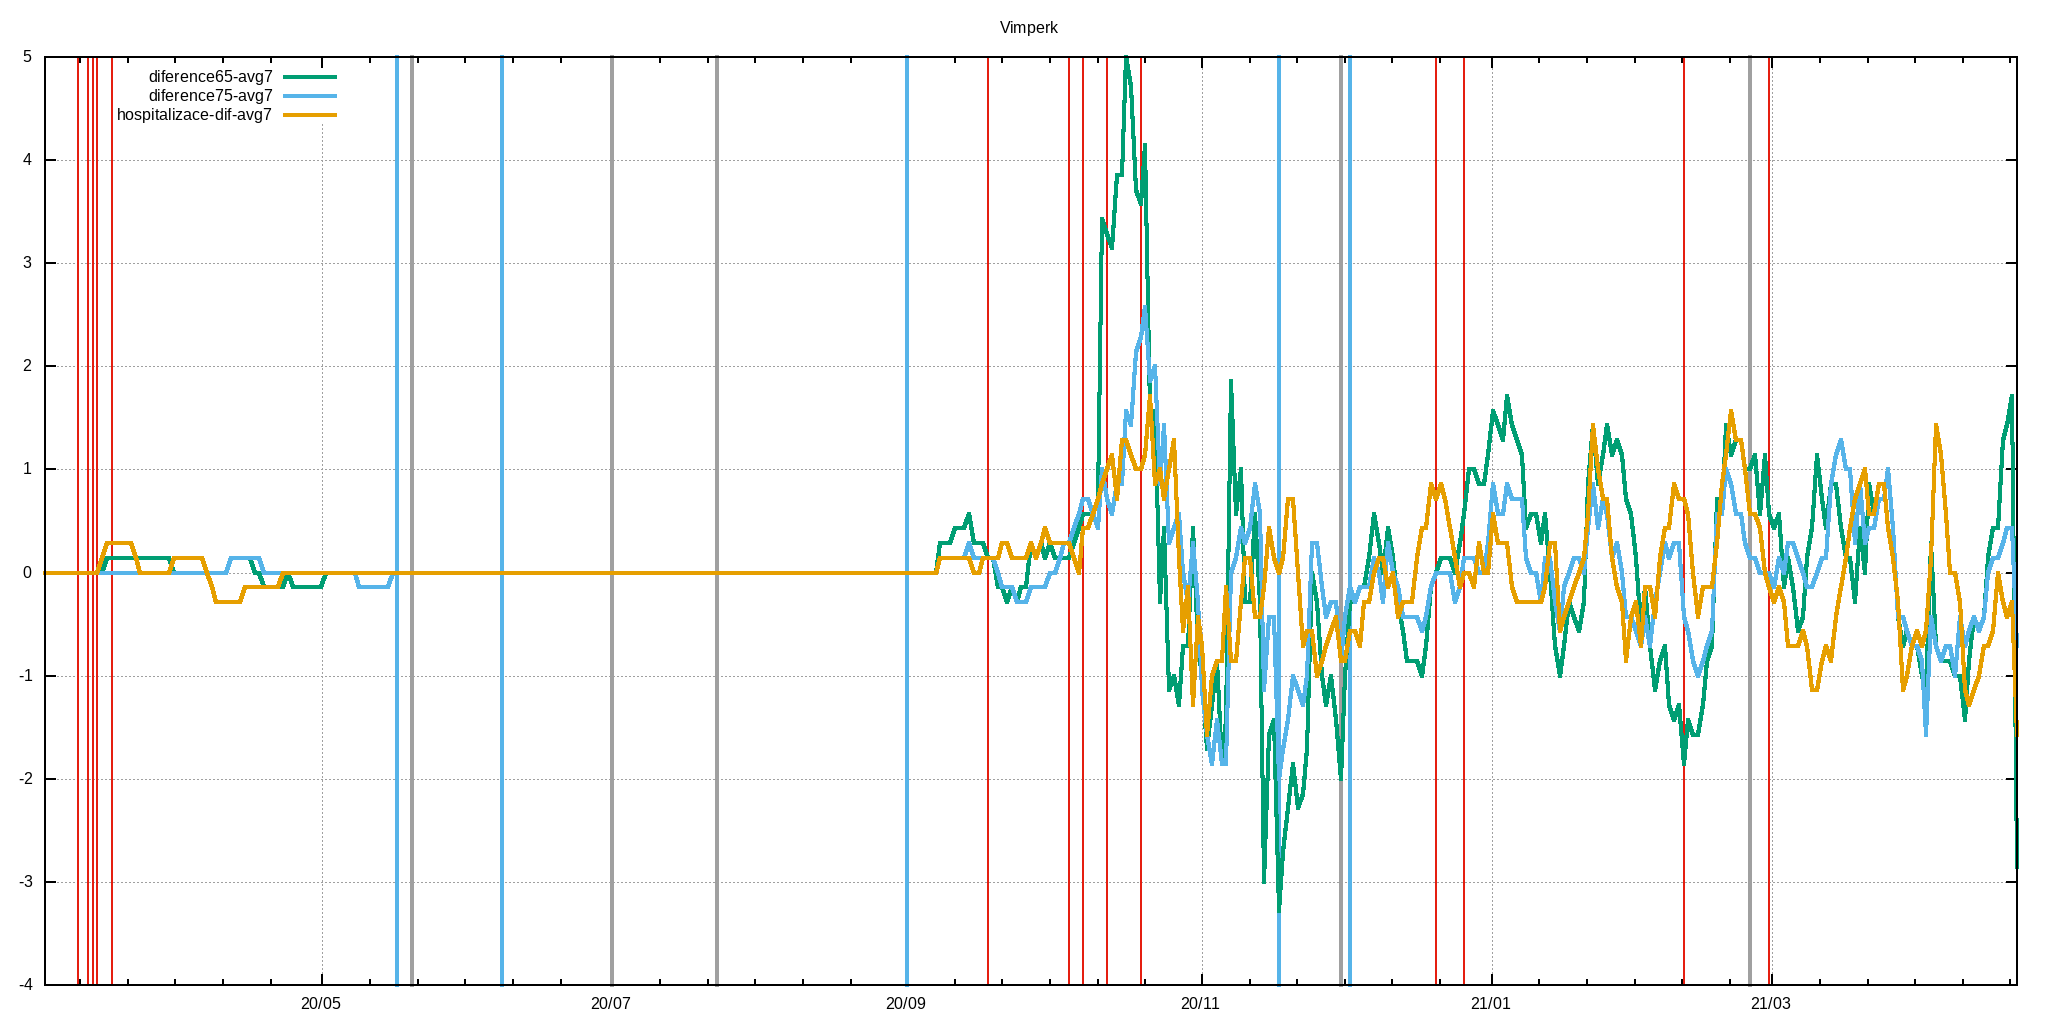 Vimperk
5
diference65-avg7
diference75-avg7
hospitalizace-dif-avg7
4
3
2
1
0
-1
-2
-3
-4
20/05 20/07 20/09 20/11 21/01 21/03